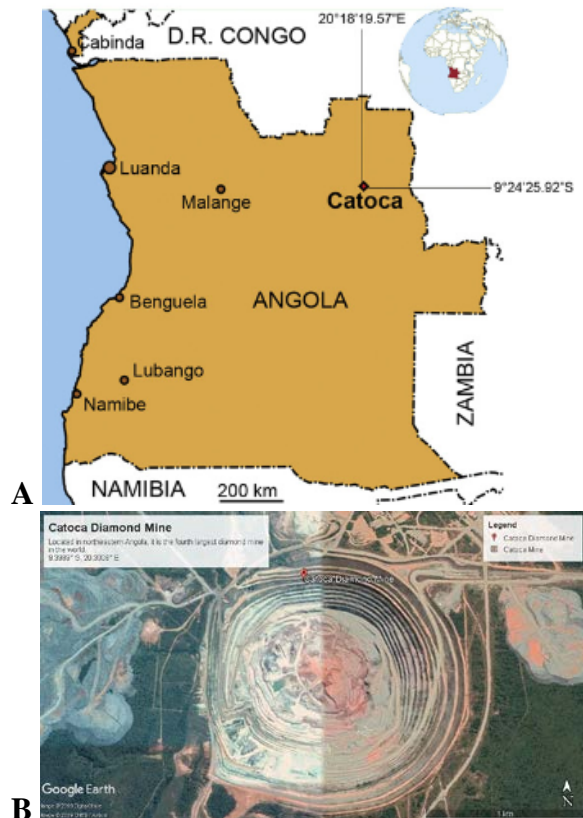 20°18'19.57"E
Cabinda
D.R. CONGO
Luanda
Malange
Catoca
9°24'25.92"S
Benguela
ANGOLA
Lubango
Namibe
ZAMBIA
NAMIBIA
200 km
A
Catoca Diamond Mine
Located in northeastern Angola, it is the fourth largest diamond mine
in the world.
Legend
Catoca Diamond Mine
Catoca Mine
Catoca Diamond Mine
Google Earth
N
1 km
B